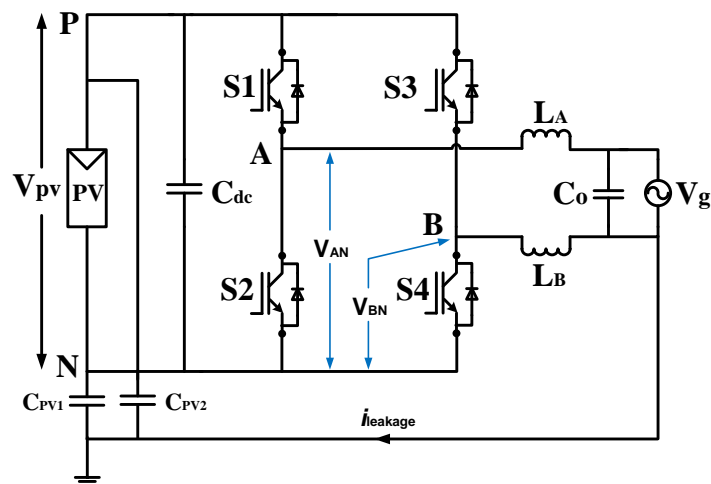 P
S1
S3
LA
A
Vpv
PV
Cdc
Co
Vg
B
VAN
LB
S2
VBN
S4
N
CPV1
CPV2
ileakage